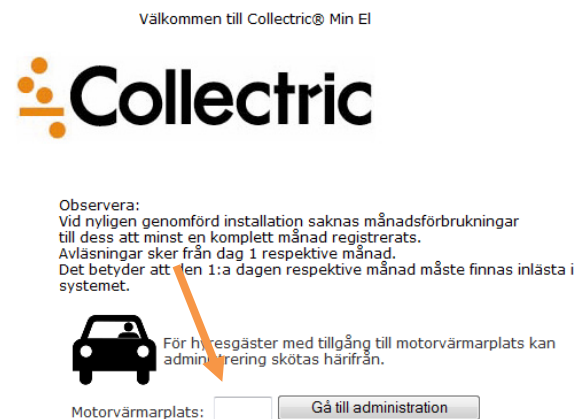 Välkommen till Collectric® Min El
Collectric
Observera:
Vid nyligen genomförd installation saknas månadsförbrukningar
till dess att minst en komplett månad registrerats.
Avläsningar sker från dag 1 respektive månad.
Det betyder att den 1:a dagen respektive månad måste finnas inlästa i
systemet.
För hyresgäster med tillgång till motorvärmarplats kan
administrering skötas härifrån.
Motorvärmarplats:
Gå till administration